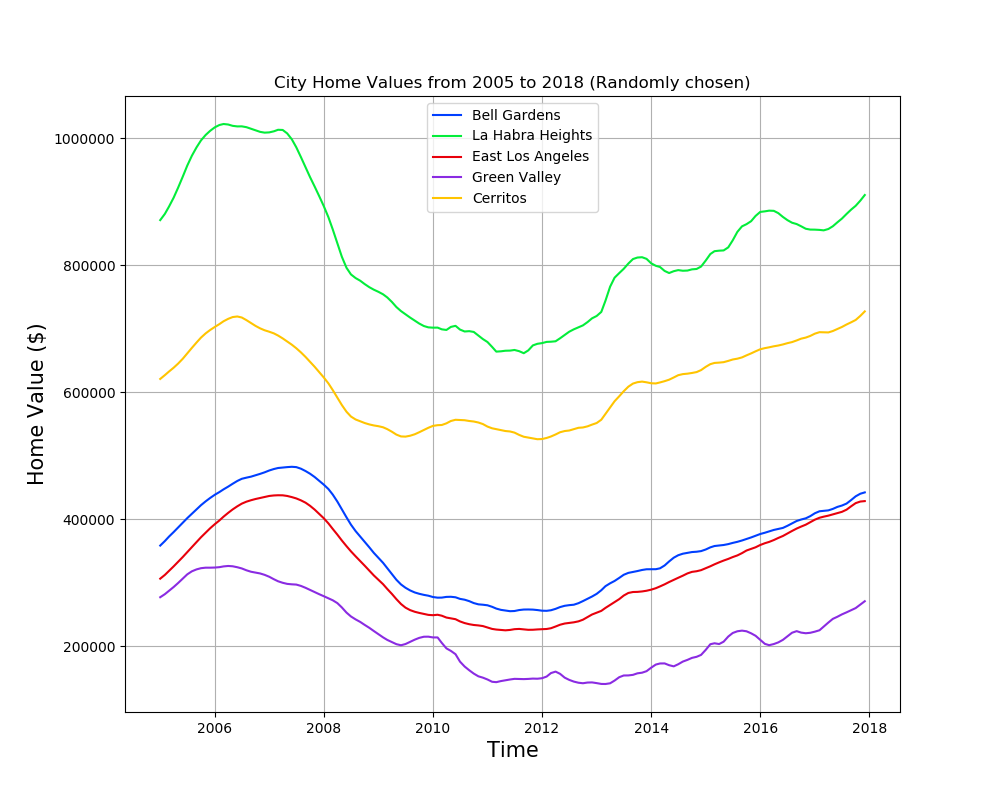 City Home Values from 2005 to 2018 (Randomly chosen)
Bell Gardens
La Habra Heights
East Los Angeles
Green Valley
Cerritos
1000000
800000
600000
400000
200000
Home Value ($)
2006 2008 2010 2012 2014 2016 2018
Time